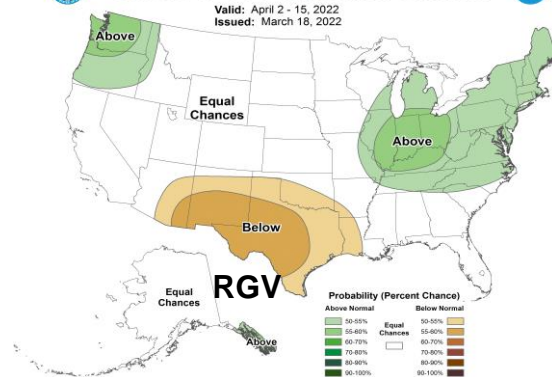 Valid: April 2 - 15, 2022
Issued: March 18, 2022
Above
Equal
Chances
Above
Below
RGV
Equal
Chances
Above
Probability (Percent Chance)
Above Normal
Below Normal
50-55%
55-60%
60-70%
70-80%
80-90%
90-100%
Equal
Chances
50-55%
55-60%
60-70%
70-80%
80-90%
90-100%